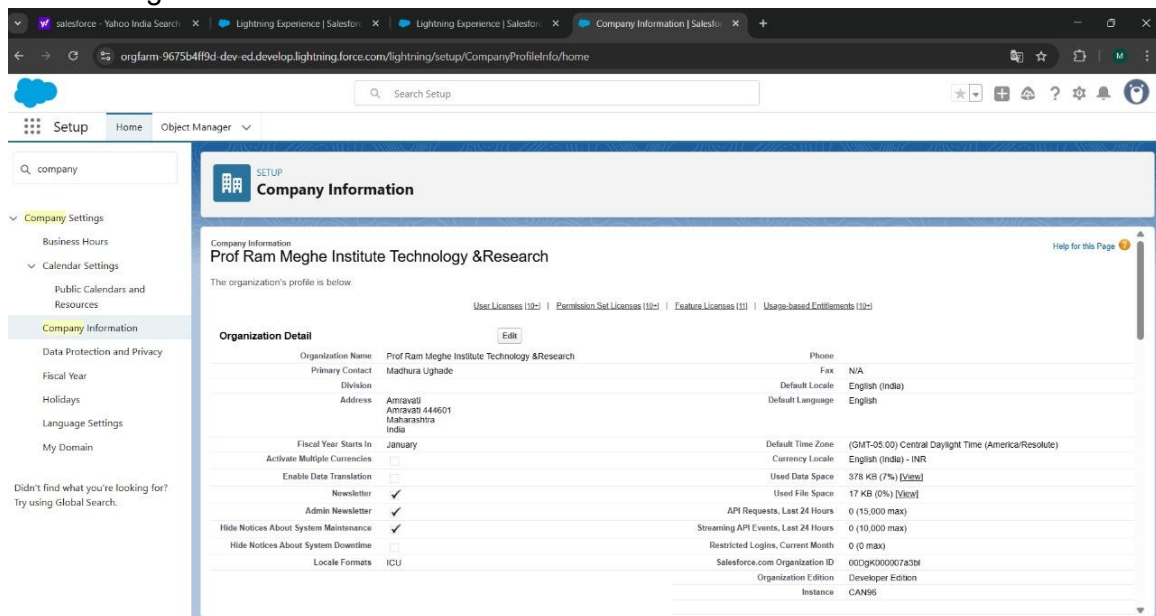 salesforce - Yahoo India Search
Lightning Experience | Salesforc
Lightning Experience | Salesforc
Company Information | Salesfor
orgfarm-9675b4ff9d-dev-ed.develop.lightning.force.com/lightning/setup/CompanyProfileInfo/home
M
Search Setup
Setup Home Object Manager
company
Company Settings
Business Hours
Calendar Settings
Public Calendars and
Resources
Company Information
Data Protection and Privacy
Fiscal Year
Holidays
Language Settings
My Domain
Didn't find what you're looking for?
Try using Global Search.
SETUP
Company Information
Company Information
Prof Ram Meghe Institute Technology &Research
Help for this Page
The organization's profile is below.
User Licenses [10+] | Permission Set Licenses [10+] | Feature Licenses [11] | Usage-based Entitlements [10+]
Organization Detail Edit
Organization Name Prof Ram Meghe Institute Technology &Research Phone
Primary Contact Madhura Ughade Fax N/A
Division Default Locale English (India)
Address Amravati Default Language English
Amravati 444601
Maharashtra
India
Fiscal Year Starts In January Default Time Zone (GMT-05:00) Central Daylight Time (America/Resolute)
Activate Multiple Currencies Currency Locale English (India) - INR
Enable Data Translation Used Data Space 378 KB (7%) [View]
Newsletter ✓ Used File Space 17 KB (0%) [View]
Admin Newsletter ✓ API Requests, Last 24 Hours 0 (15,000 max)
Hide Notices About System Maintenance ✓ Streaming API Events, Last 24 Hours 0 (10,000 max)
Hide Notices About System Downtime Restricted Logins, Current Month 0 (0 max)
Locale Formats ICU Salesforce.com Organization ID 00DgK000007a3bI
Organization Edition Developer Edition
Instance CAN96